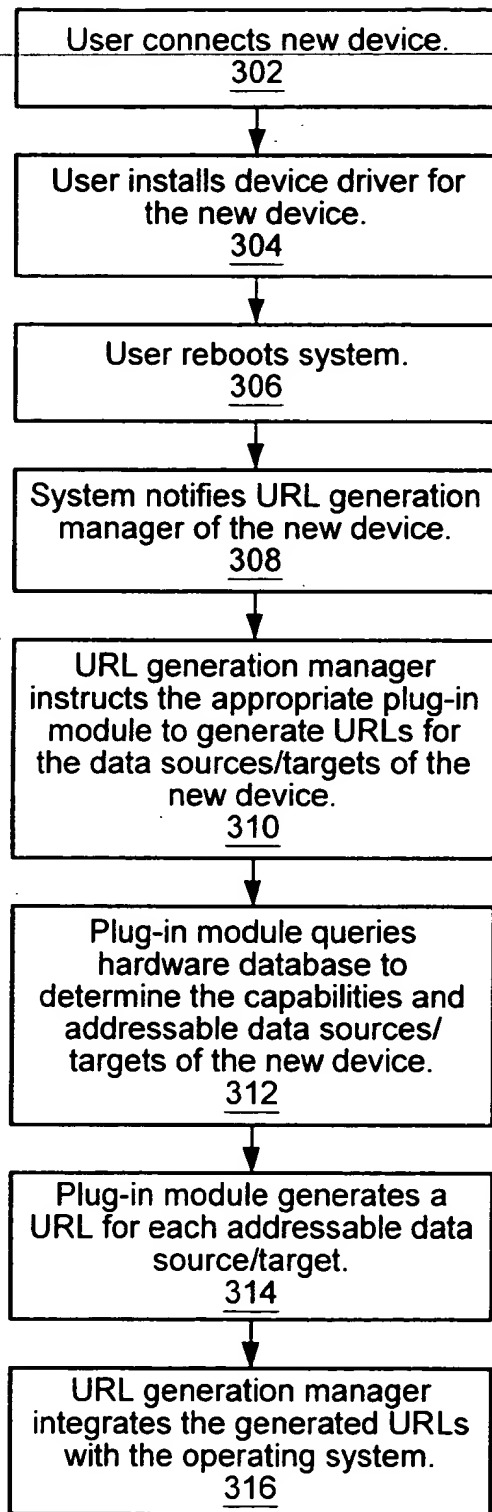 User connects new device.
302
User installs device driver for
the new device.
304
User reboots system.
306
System notifies URL generation
manager of the new device.
308
URL generation manager
instructs the appropriate plug-in
module to generate URLs for
the data sources/targets of the
new device.
310
Plug-in module queries
hardware database to
determine the capabilities and
addressable data sources/
targets of the new device.
312
Plug-in module generates a
URL for each addressable data
source/target.
314
URL generation manager
integrates the generated URLs
with the operating system.
316